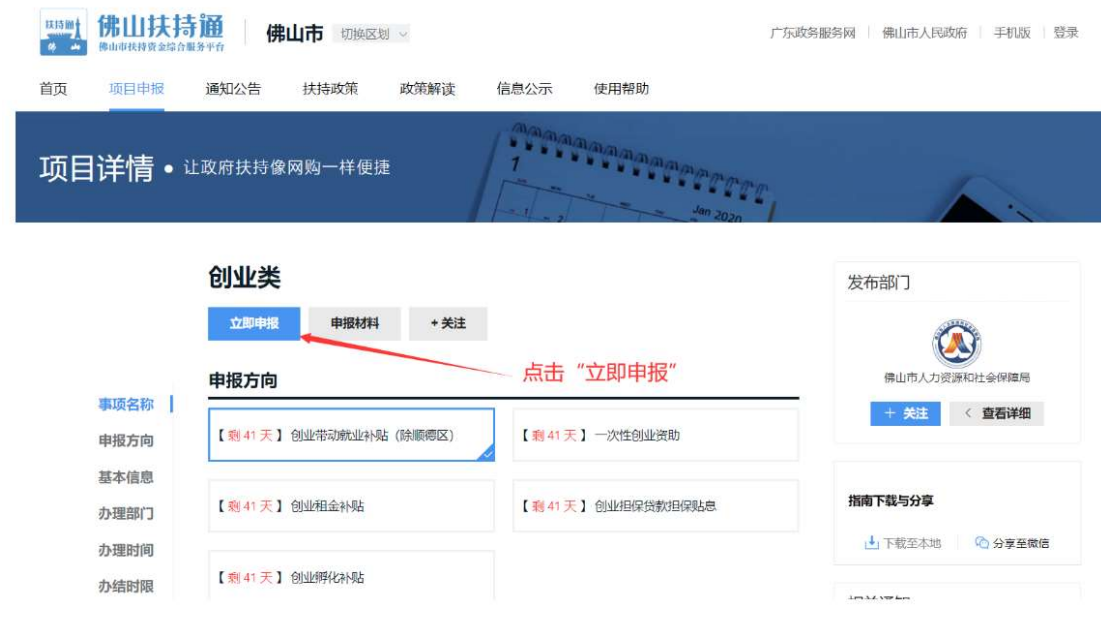 扶持通
佛山
佛山扶持通
佛山市扶持资金综合服务平台
佛山市
切换区划
广东政务服务网
佛山市人民政府
手机版
登录
首页
项目申报
通知公告
扶持政策
政策解读
信息公示
使用帮助
项目详情 • 让政府扶持像网购一样便捷
1
Jan 2020
创业类
立即申报
申报材料
+ 关注
点击“立即申报”
申报方向
【剩 41 天】创业带动就业补贴（除顺德区）
【剩 41 天】一次性创业资助
【剩 41 天】创业租金补贴
【剩 41 天】创业担保贷款担保贴息
【剩 41 天】创业孵化补贴
事项名称
申报方向
基本信息
办理部门
办理时间
办结时限
发布部门
佛山市人力资源和社会保障局
+ 关注
< 查看详细
指南下载与分享
下载至本地
分享至微信